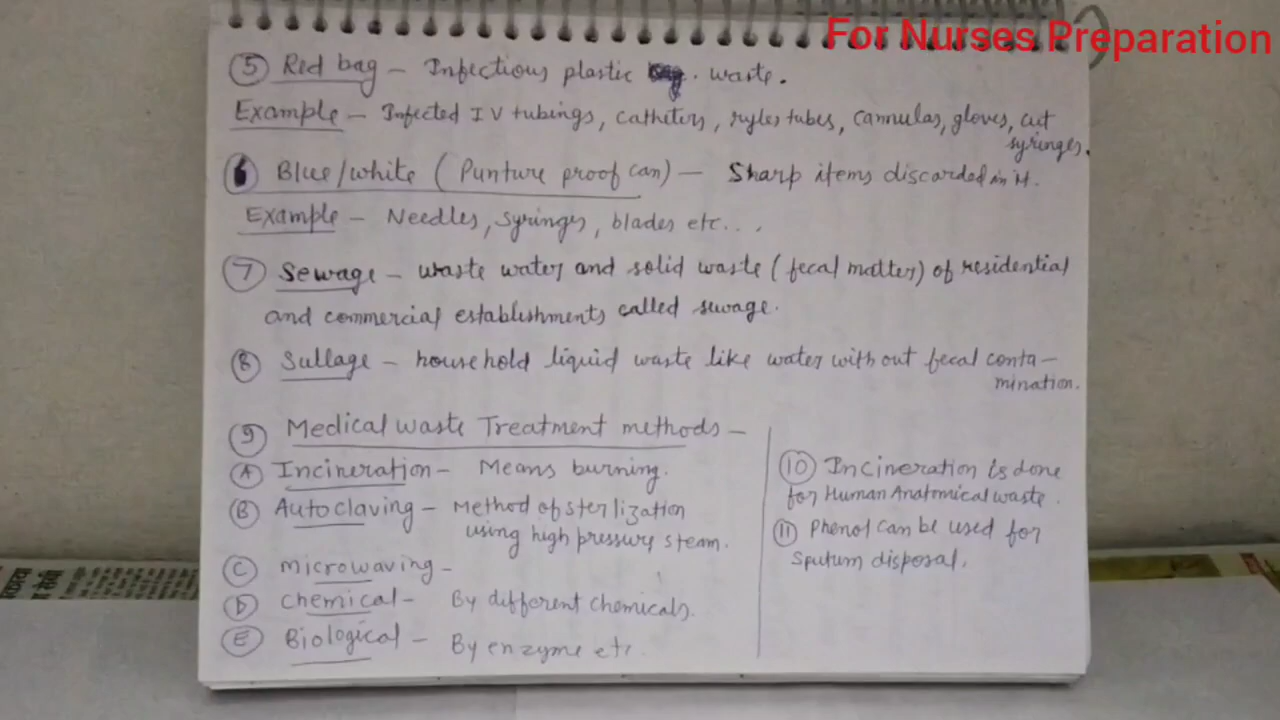 For Nurses Preparation
⑤ Red bag – Infectious plastic . waste.
Example – Infected IV tubings, Catheters, ryles tubes, cannulas, gloves, cut
syringes.
⑥ Blue/white (Punture proof can) – Sharp items discarded in it.
Example – Needles, syringes, blades etc...
⑦ Sewage – waste water and solid waste (fecal matter) of residential
and commercial establishments called sewage.
⑧ Sullage – household liquid waste like water without fecal conta–
mination.
⑨ Medical waste Treatment methods –
Ⓐ Incineration – Means burning.
Ⓑ Autoclaving – Method of sterlization
using high pressure steam.
Ⓒ Microwaving –
Ⓓ Chemical – By different chemicals.
Ⓔ Biological – By enzyme etc
⑩ Incineration is done
for Human Anatomical waste.
⑪ Phenol can be used for
Sputum disposal.